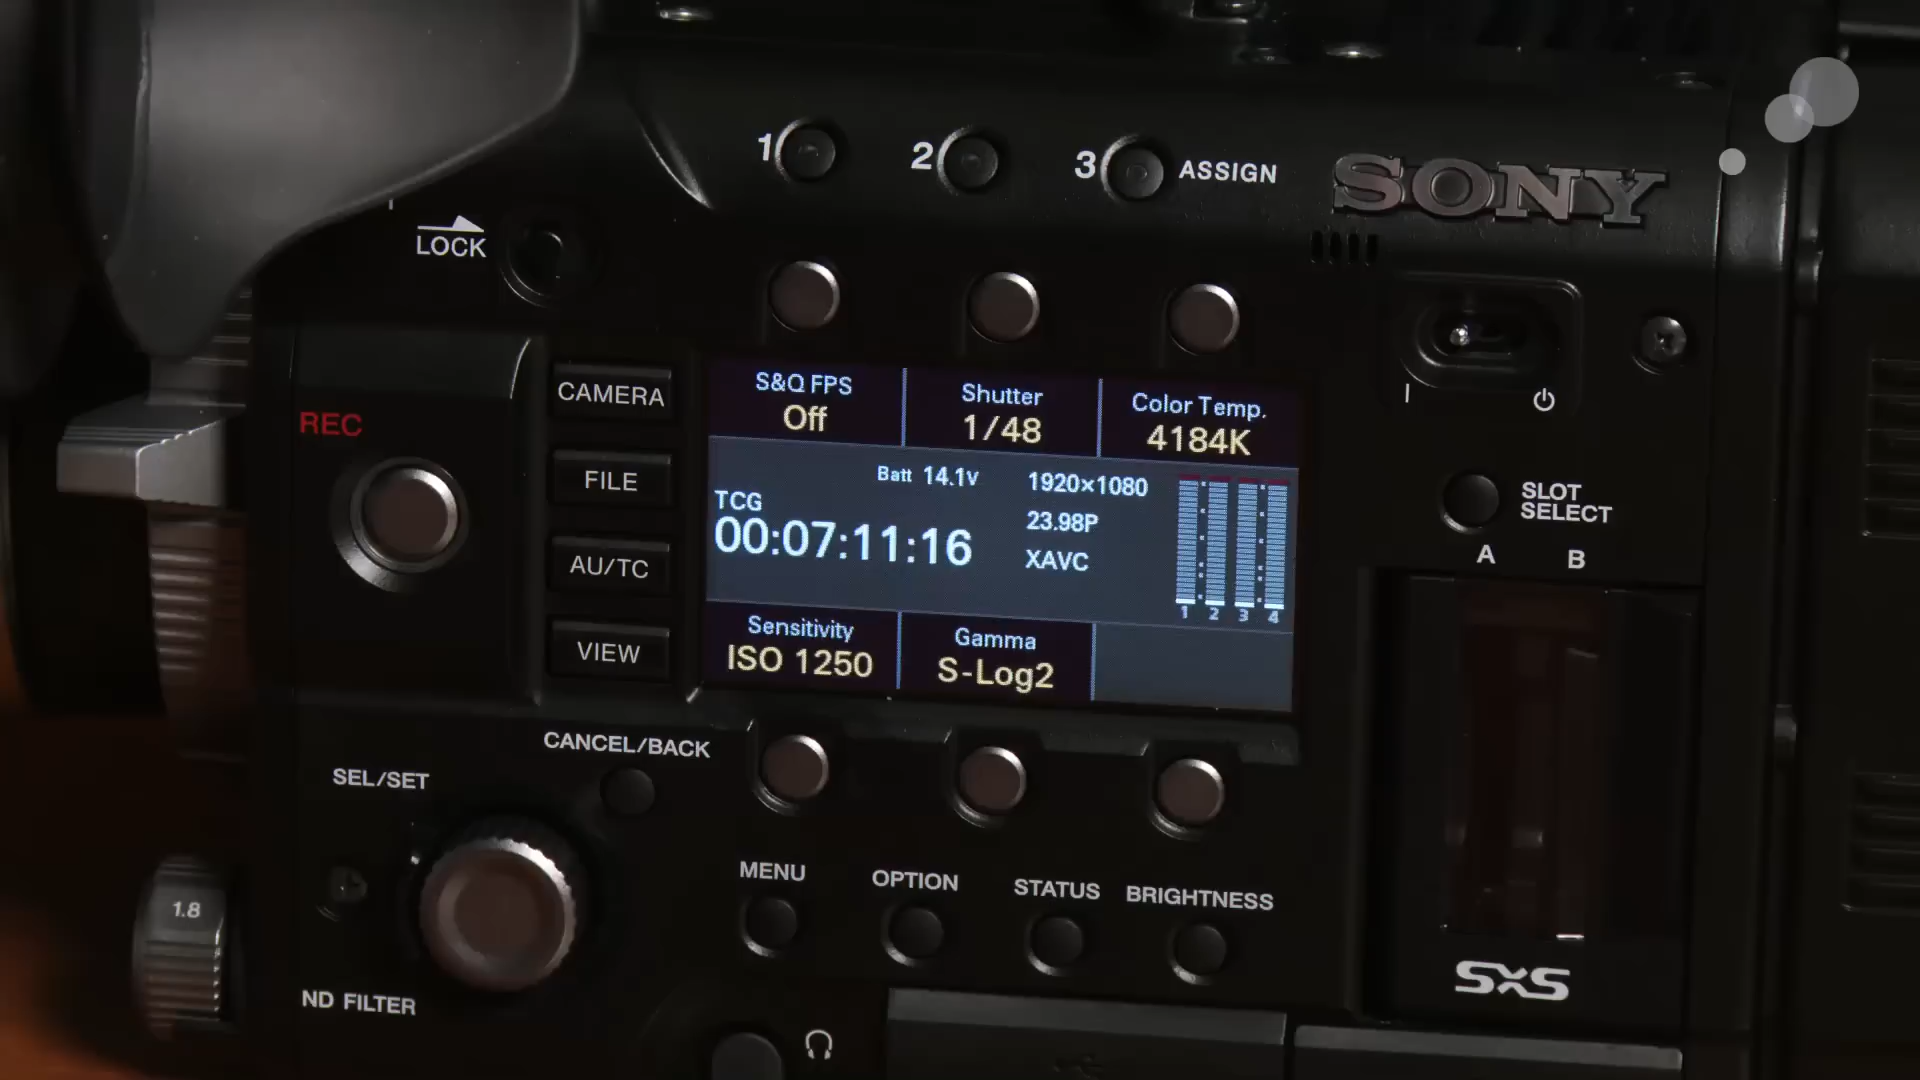 1 2 3 ASSIGN
SONY
LOCK
REC
CAMERA
FILE
AU/TC
VIEW
S&Q FPS
Off
Shutter
1/48
Color Temp.
4184K
Batt 14.1V
TCG
00:07:11:16
1920×1080
23.98P
XAVC
1 2 3 4
Sensitivity
ISO 1250
Gamma
S-Log2
SLOT
SELECT
A B
CANCEL/BACK
SEL/SET
MENU
OPTION
STATUS
BRIGHTNESS
1.8
ND FILTER
SxS